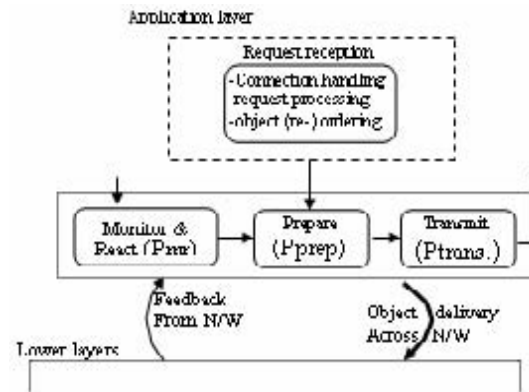 Application layer
Request reception
-Connection handling
request processing
-object (re-) ordering
Monitor &
React (Pmr)
Prepare
(Pprep)
Transmit
(Ptrans.)
Feedback
From N/W
Object delivery
Across N/W
Lower layers